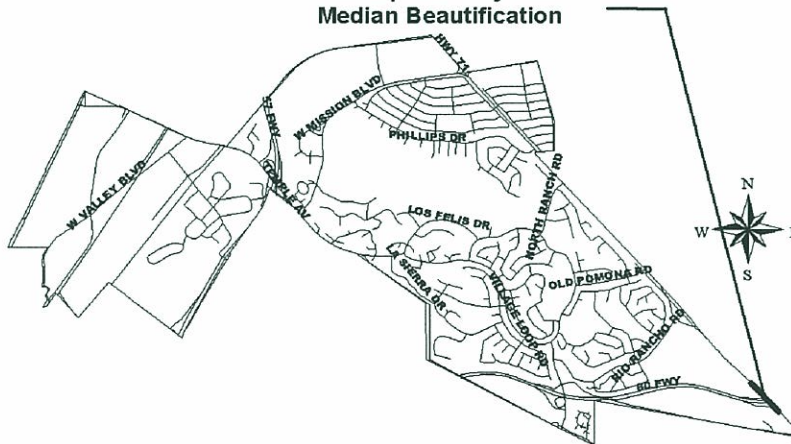 Median Beautification
HWY 71
57 FWY
W MISSION BLVD
PHILLIPS DR
W VALLEY BLVD
TEMPLE AV
LOS FELIS DR
NORTH RANCH RD
LA SIERRA DR
OLD POMONA RD
VILLAGE LOOP RD
RIO RANCHO RD
60 FWY
N
W
S